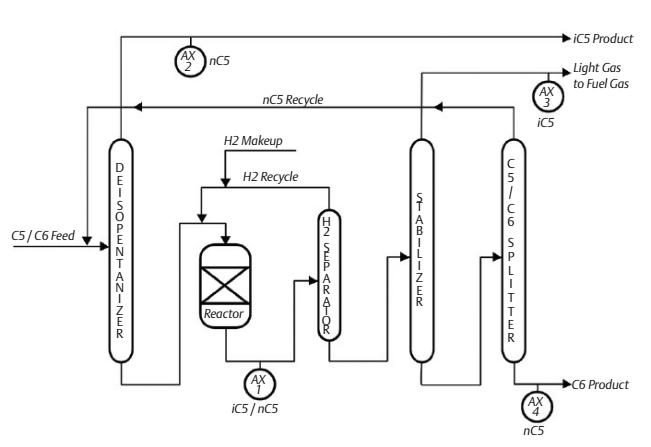 iC5 Product
AX
2
nC5
Light Gas
to Fuel Gas
AX
3
iC5
nC5 Recycle
H2 Makeup
H2 Recycle
C5 / C6 Feed
DEISOPENTANIZER
Reactor
H2 SEPARATOR
STABILIZER
C5/C6 SPLITTER
AX
1
iC5 / nC5
C6 Product
AX
4
nC5